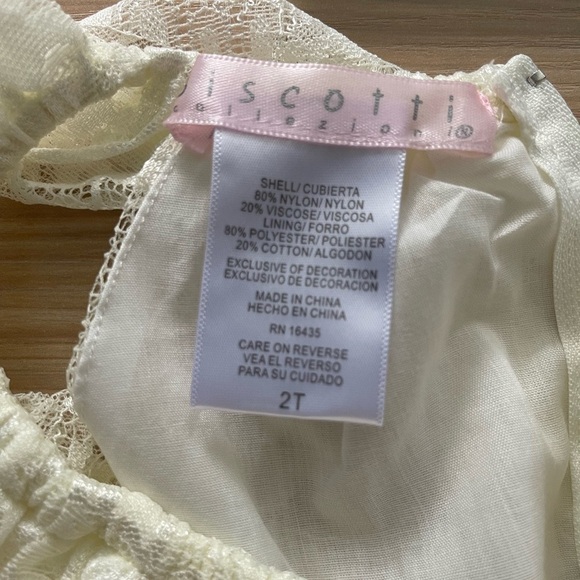 iscotti
collezioni®
SHELL/ CUBIERTA
80% NYLON/ NYLON
20% VISCOSE/ VISCOSA
LINING/ FORRO
80% POLYESTER/ POLIESTER
20% COTTON/ ALGODON
EXCLUSIVE OF DECORATION
EXCLUSIVO DE DECORACION
MADE IN CHINA
HECHO EN CHINA
RN 16435
CARE ON REVERSE
VEA EL REVERSO
PARA SU CUIDADO
2T